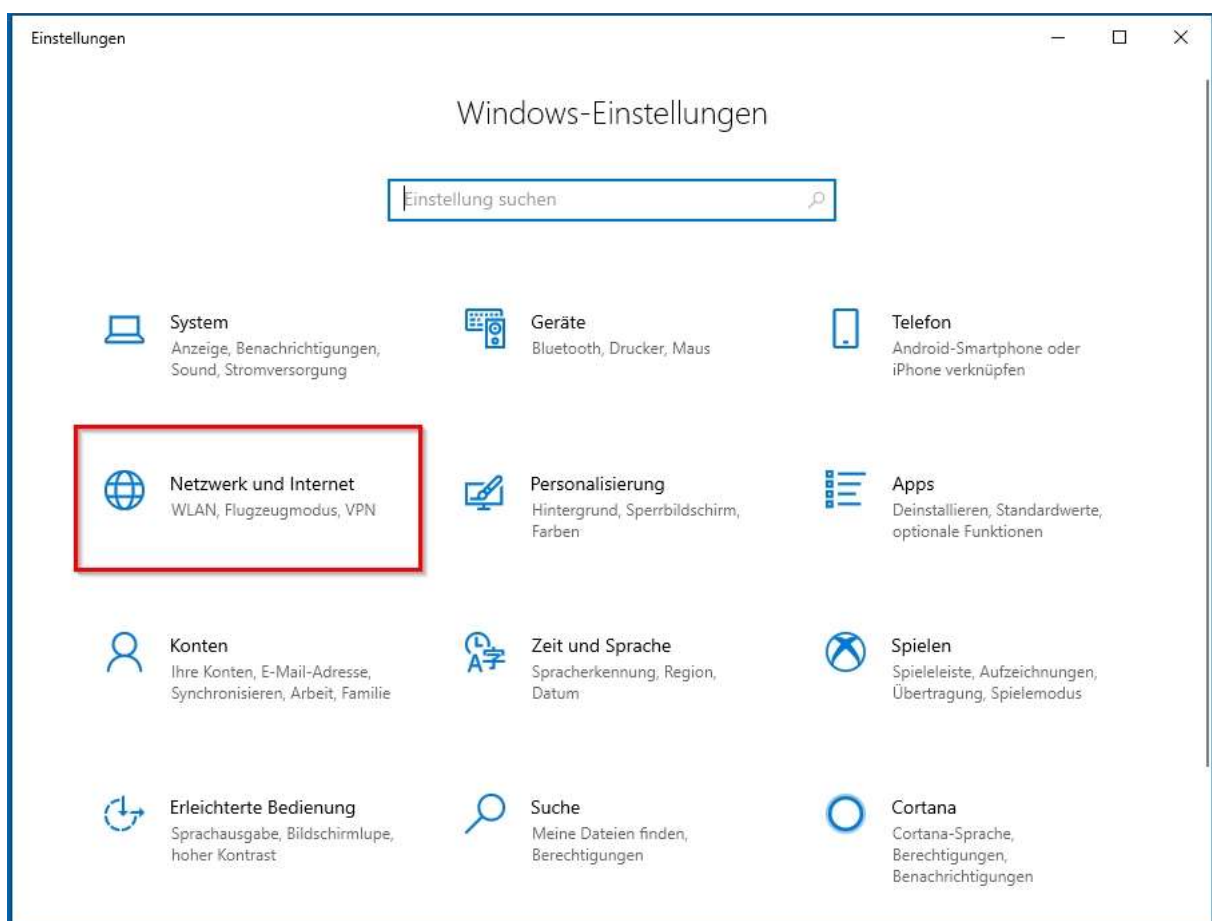 Einstellungen
Windows-Einstellungen
Einstellung suchen
System
Anzeige, Benachrichtigungen,
Sound, Stromversorgung
Geräte
Bluetooth, Drucker, Maus
Telefon
Android-Smartphone oder
iPhone verknüpfen
Netzwerk und Internet
WLAN, Flugzeugmodus, VPN
Personalisierung
Hintergrund, Sperrbildschirm,
Farben
Apps
Deinstallieren, Standardwerte,
optionale Funktionen
Konten
Ihre Konten, E-Mail-Adresse,
Synchronisieren, Arbeit, Familie
Zeit und Sprache
Spracherkennung, Region,
Datum
Spielen
Spieleleiste, Aufzeichnungen,
Übertragung, Spielemodus
Erleichterte Bedienung
Sprachausgabe, Bildschirmlupe,
hoher Kontrast
Suche
Meine Dateien finden,
Berechtigungen
Cortana
Cortana-Sprache,
Berechtigungen,
Benachrichtigungen